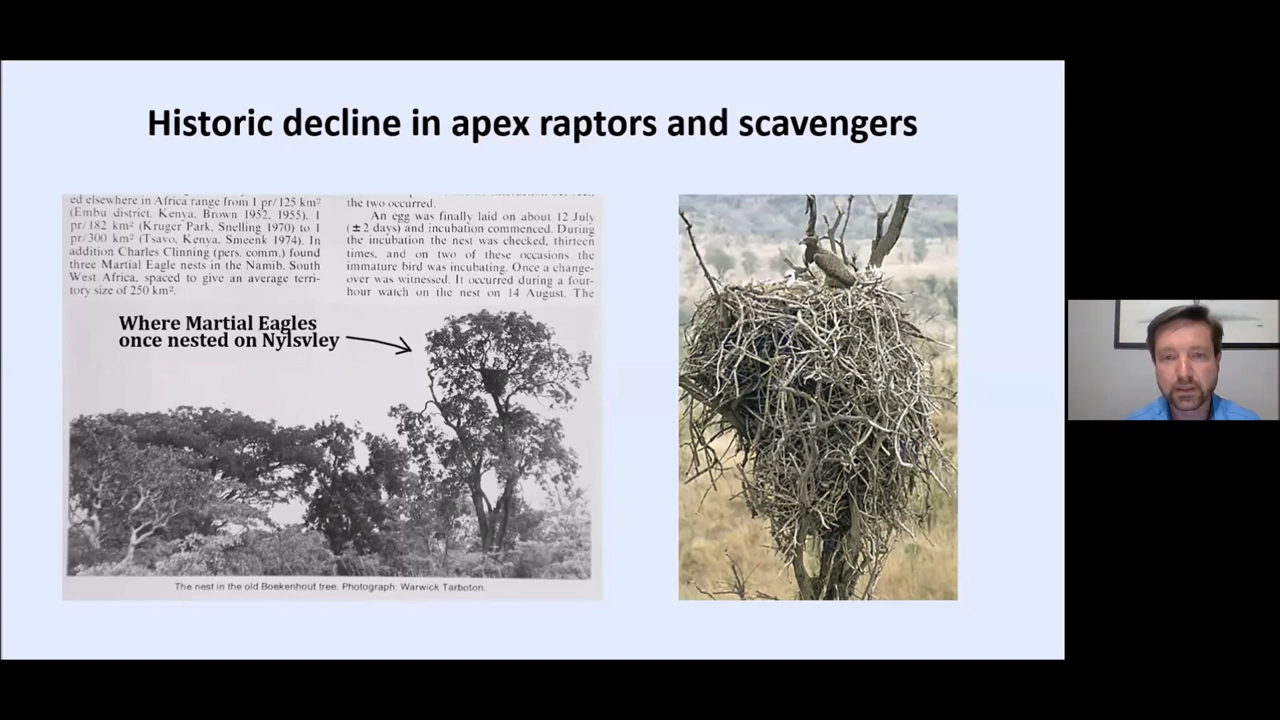 Historic decline in apex raptors and scavengers
ed elsewhere in Africa range from 1 pr/125 km²
(Embu district, Kenya, Brown 1952, 1955). 1
pr/182 km² (Kruger Park, Snelling 1970) to 1
pr/300 km² (Tsavo, Kenya, Smeenk 1974). In
addition Charles Clinning (pers. comm.) found
three Martial Eagle nests in the Namib, South
West Africa, spaced to give an average terri-
tory size of 250 km².
the two occurred.
An egg was finally laid on about 12 July
(±2 days) and incubation commenced. During
the incubation the nest was checked, thirteen
times, and on two of these occasions the
immature bird was incubating. Once a change-
over was witnessed. It occurred during a four-
hour watch on the nest on 14 August. The
Where Martial Eagles
once nested on Nylsvley
The nest in the old Boekenhout tree. Photograph: Warwick Tarboton.